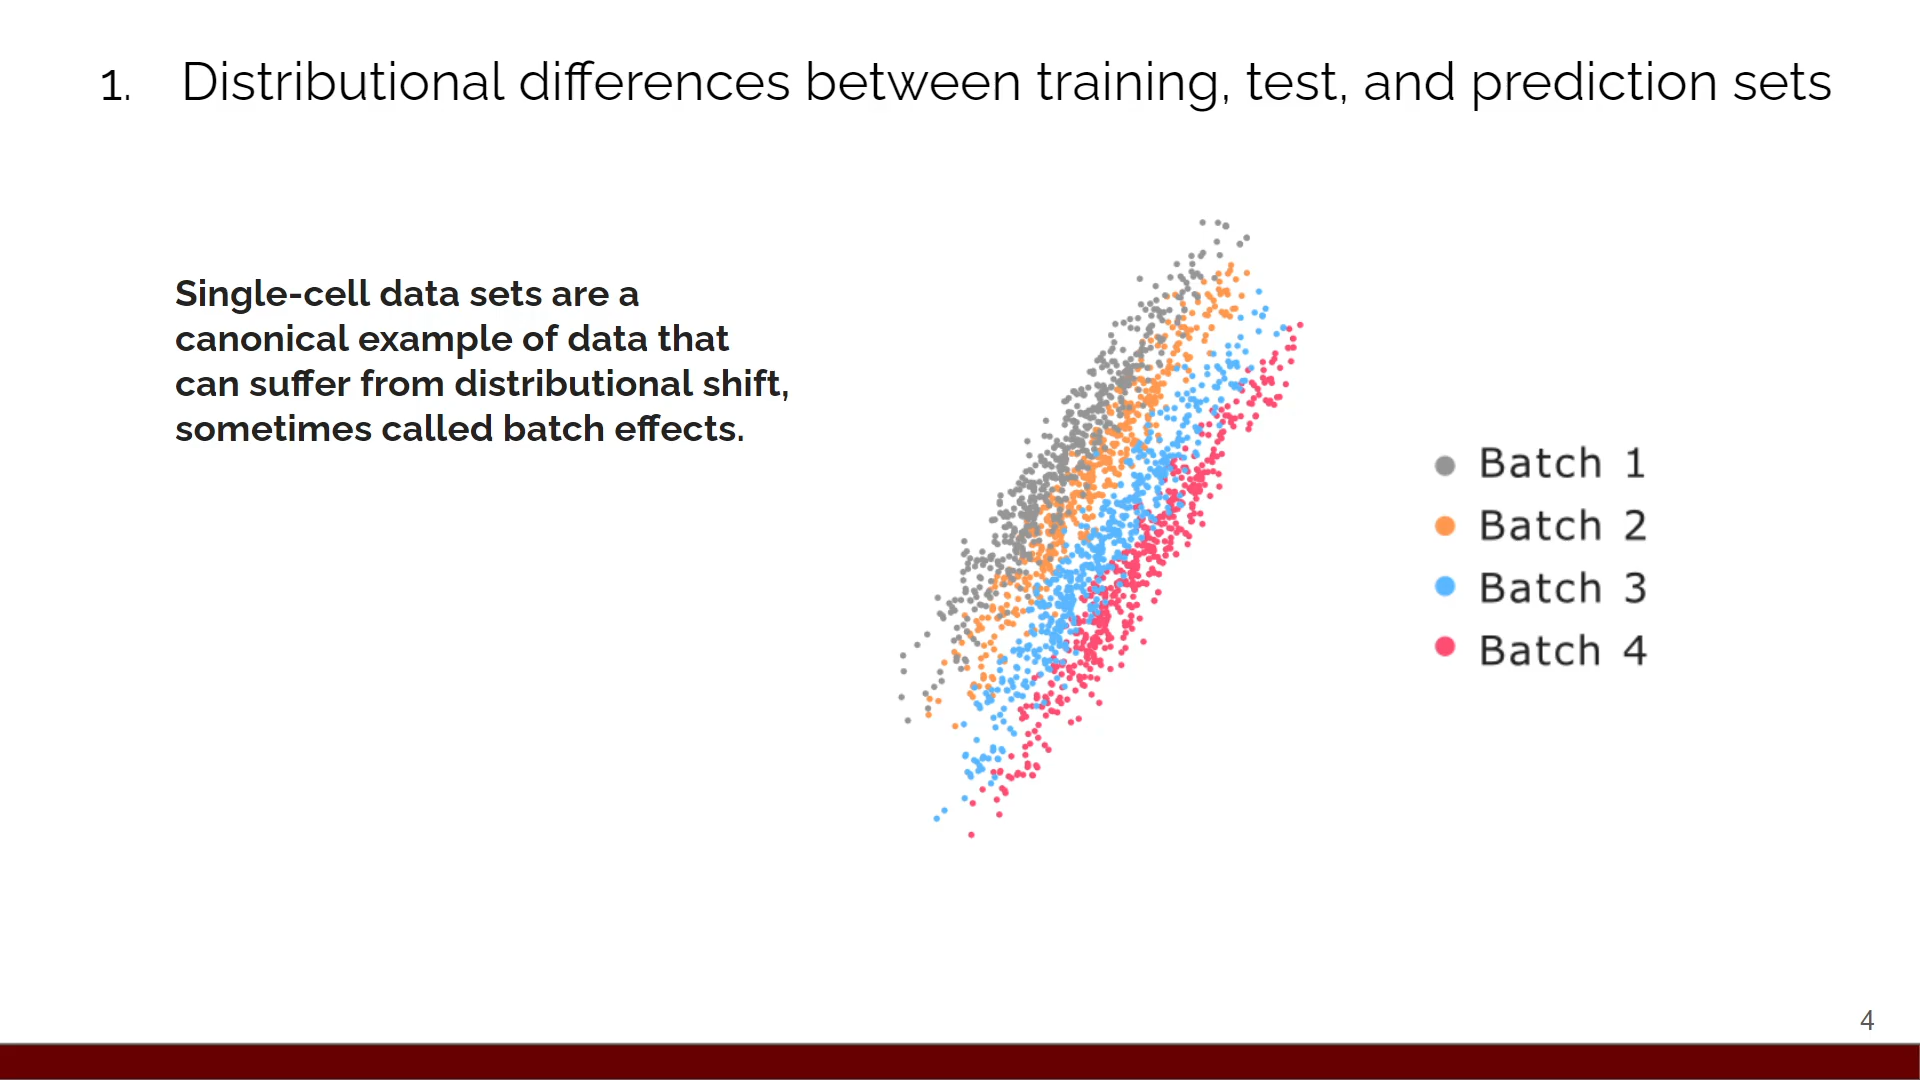 1. Distributional differences between training, test, and prediction sets
Single-cell data sets are a
canonical example of data that
can suffer from distributional shift,
sometimes called batch effects.
Batch 1
Batch 2
Batch 3
Batch 4
4